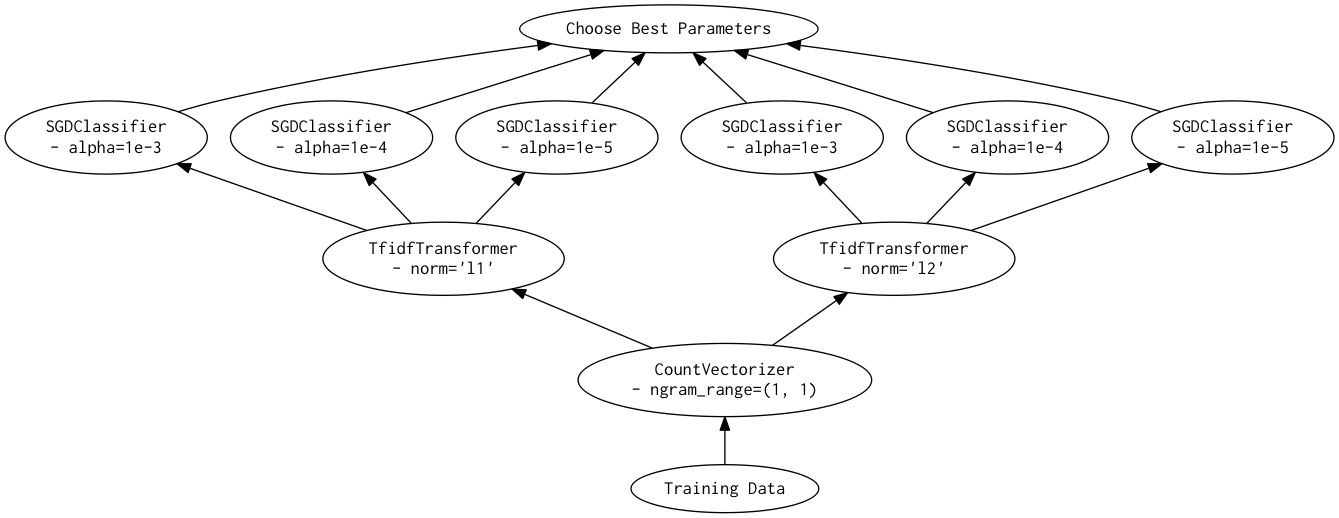 Choose Best Parameters
SGDClassifier
- alpha=1e-3
SGDClassifier
- alpha=1e-4
SGDClassifier
- alpha=1e-5
SGDClassifier
- alpha=1e-3
SGDClassifier
- alpha=1e-4
SGDClassifier
- alpha=1e-5
TfidfTransformer
- norm='l1'
TfidfTransformer
- norm='l2'
CountVectorizer
- ngram_range=(1, 1)
Training Data